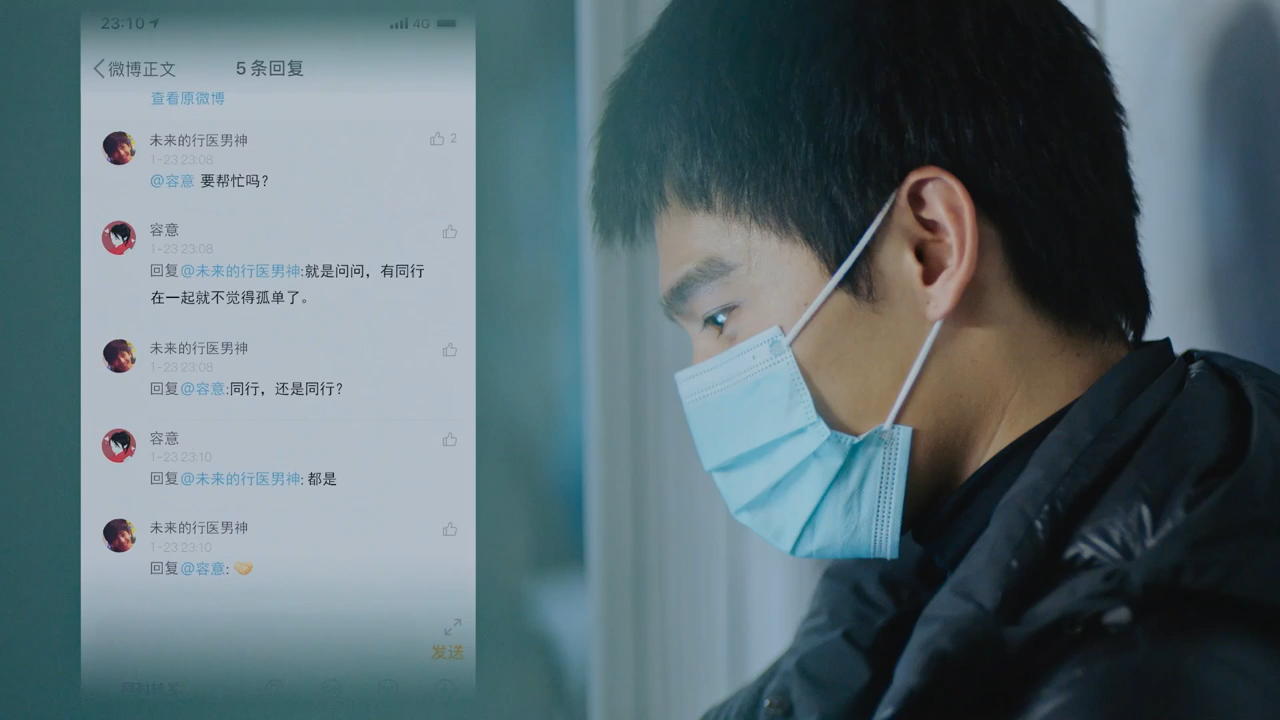 23:10
4G
微博正文
5 条回复
查看原微博
未来的行医男神
2
1-23 23:08
@容意 要帮忙吗?
容意
1-23 23:08
回复@未来的行医男神:就是问问，有同行
在一起就不觉得孤单了。
未来的行医男神
1-23 23:08
回复@容意:同行，还是同行?
容意
1-23 23:10
回复@未来的行医男神: 都是
未来的行医男神
1-23 23:10
回复@容意:🤝
发送